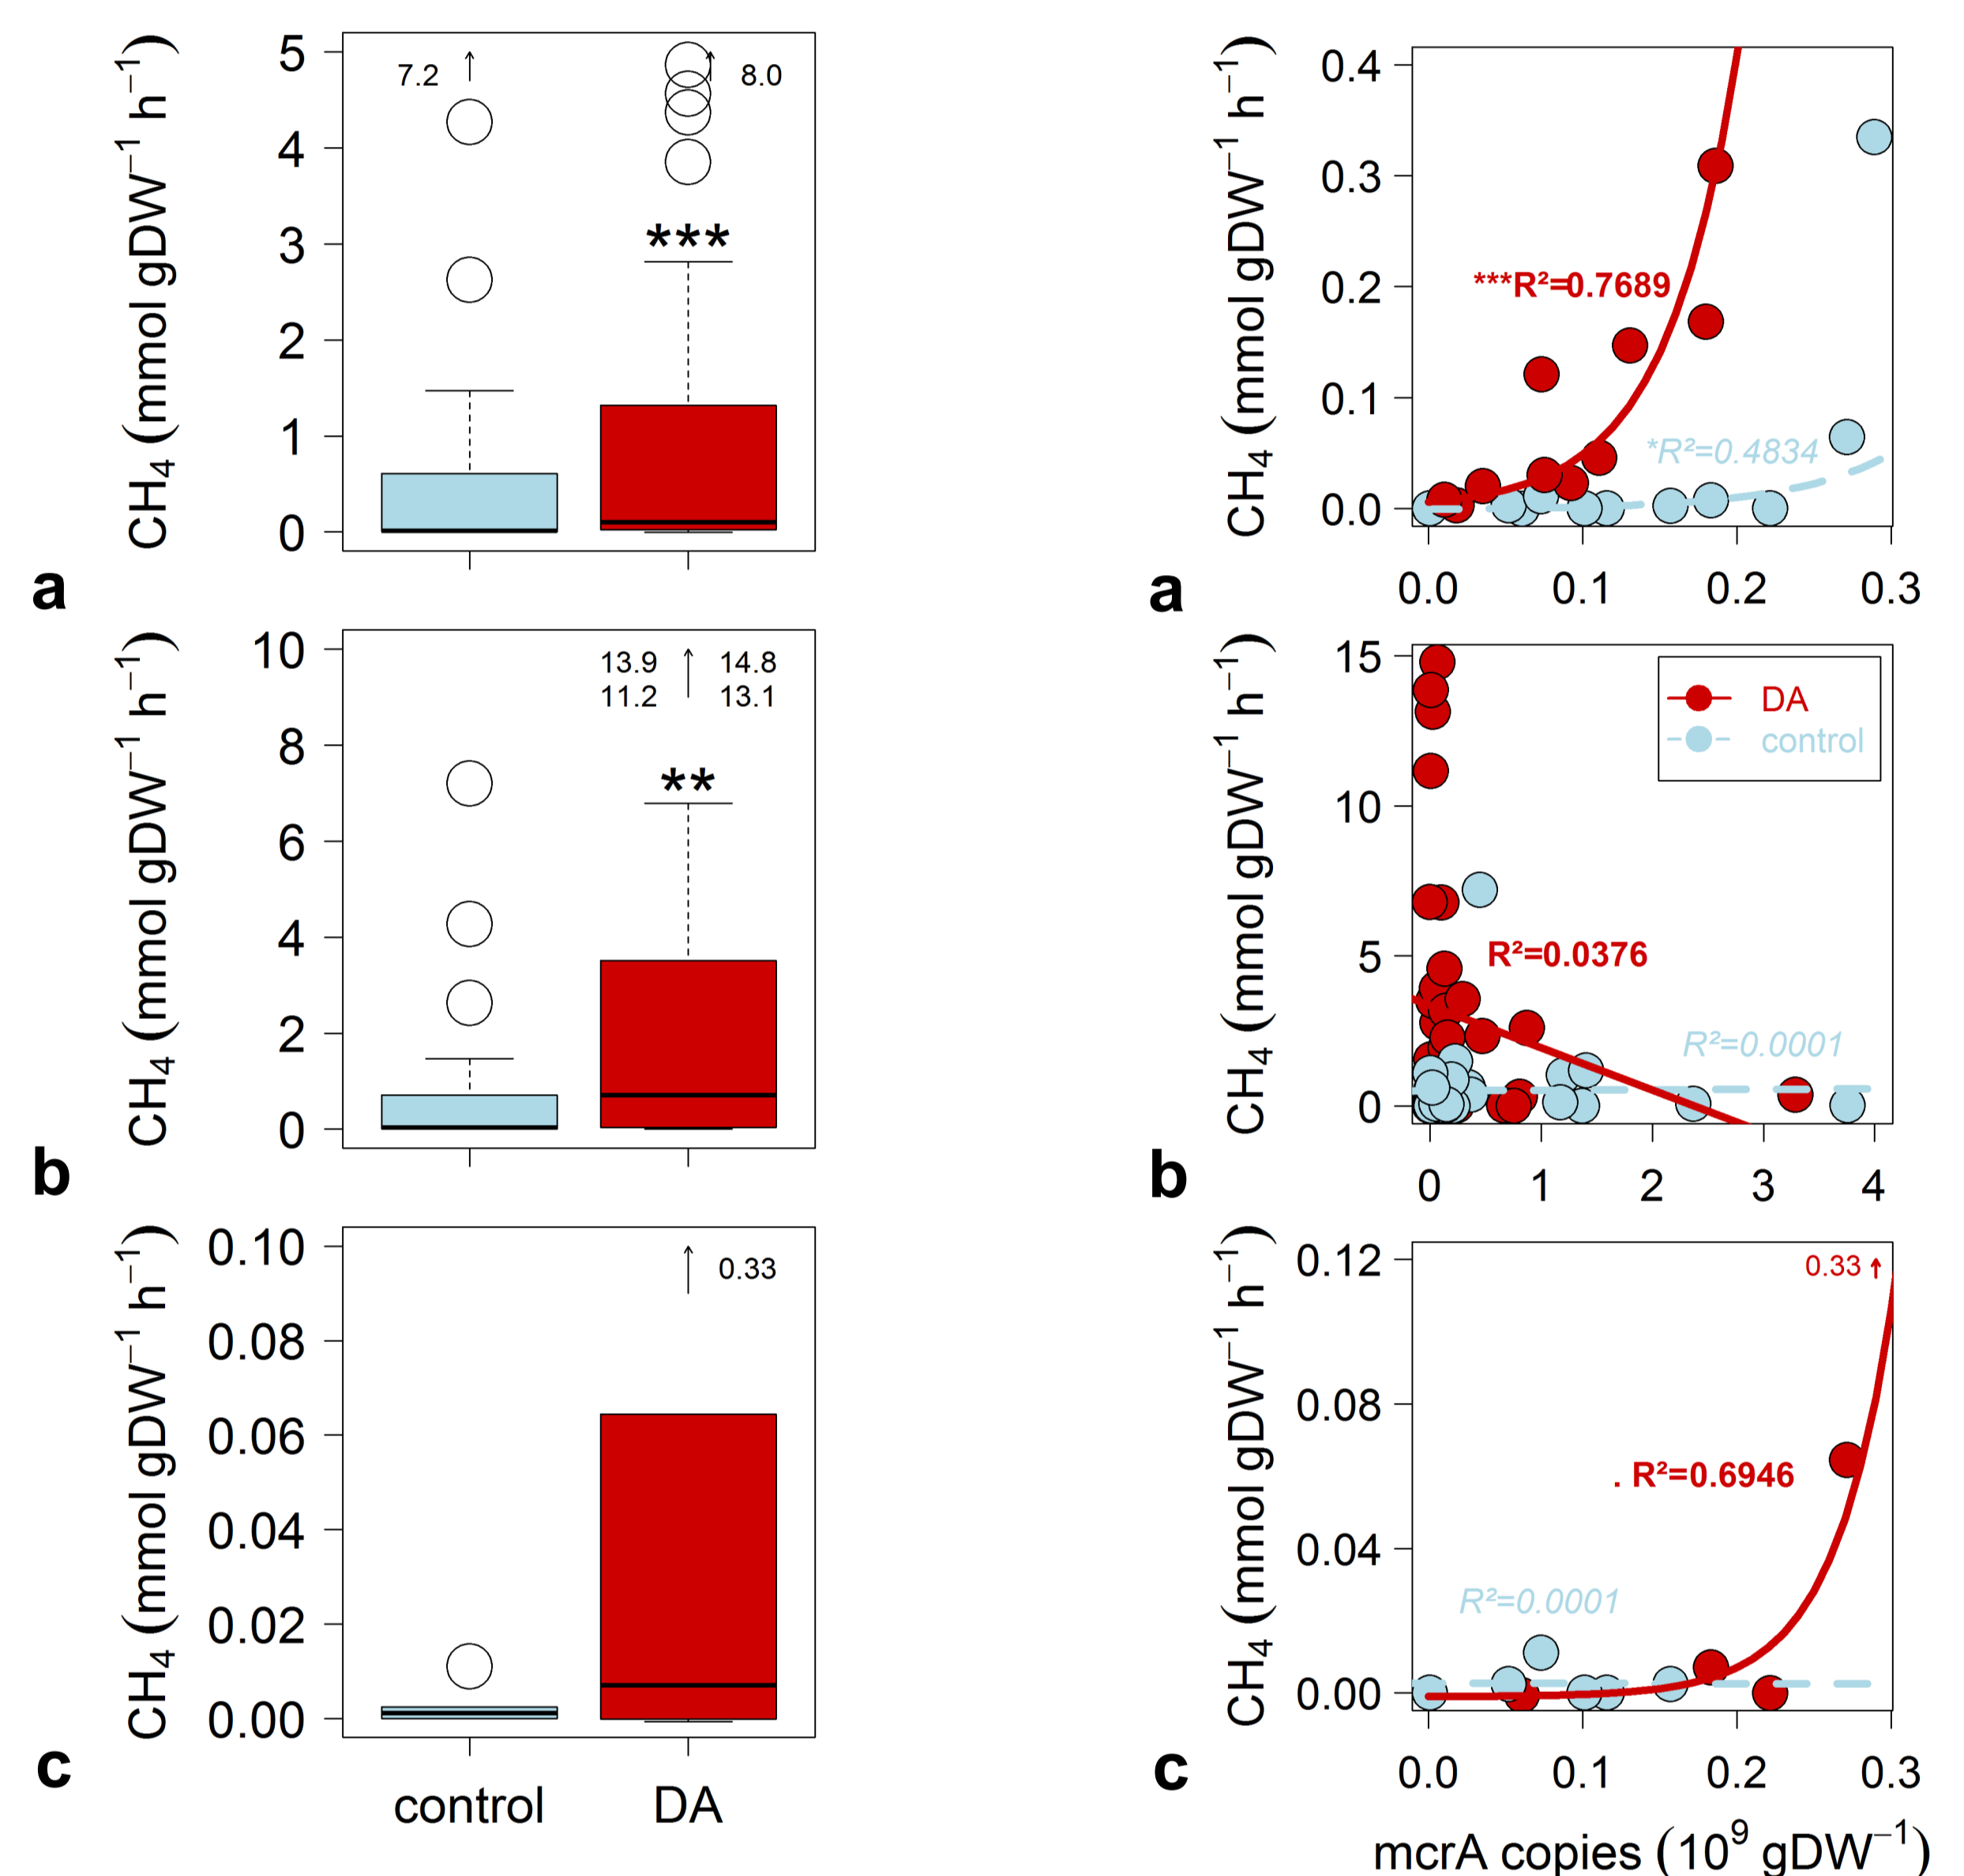 CH₄ (mmol gDW⁻¹ h⁻¹)
5
4
3
2
1
0
7.2
8.0
***
a
CH₄ (mmol gDW⁻¹ h⁻¹)
10
8
6
4
2
0
13.9 14.8
11.2 13.1
**
b
CH₄ (mmol gDW⁻¹ h⁻¹)
0.10
0.08
0.06
0.04
0.02
0.00
0.33
c
control DA
CH₄ (mmol gDW⁻¹ h⁻¹)
0.4
0.3
0.2
0.1
0.0
***R²=0.7689
*R²=0.4834
0.0 0.1 0.2 0.3
a
CH₄ (mmol gDW⁻¹ h⁻¹)
15
10
5
0
DA
control
R²=0.0376
R²=0.0001
0 1 2 3 4
b
CH₄ (mmol gDW⁻¹ h⁻¹)
0.12
0.08
0.04
0.00
0.33
. R²=0.6946
R²=0.0001
0.0 0.1 0.2 0.3
c
mcrA copies (10⁹ gDW⁻¹)